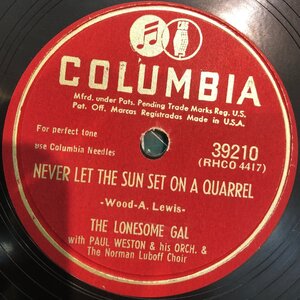 CBS
COLUMBIA
Mfrd. under Pats. Pending Trade Marks Reg. U.S.
Pat. Off. Marcas Registradas Made in U.S.A.
For perfect tone
use Columbia Needles
39210
(RHCO 4417)
NEVER LET THE SUN SET ON A QUARREL
-Wood-A. Lewis-
THE LONESOME GAL
with PAUL WESTON & his ORCH. &
The Norman Luboff Choir